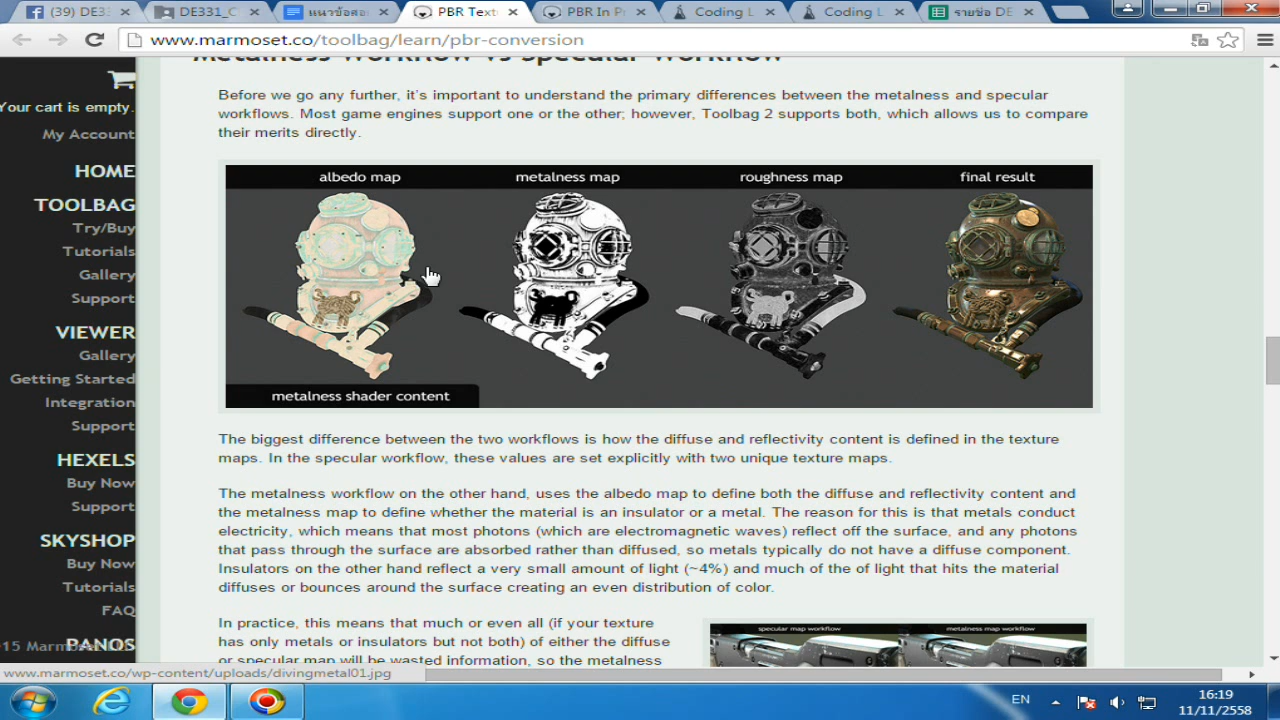 (39) DE33
DE331_C
แนวข้อสอ
PBR Text
PBR In Pr
Coding L
Coding L
รายชื่อ DE
www.marmoset.co/toolbag/learn/pbr-conversion
Your cart is empty.
My Account
HOME
TOOLBAG
Try/Buy
Tutorials
Gallery
Support
VIEWER
Gallery
Getting Started
Integration
Support
HEXELS
Buy Now
Support
SKYSHOP
Buy Now
Tutorials
FAQ
PANOS
15 Marmoset
Metalness Workflow vs Specular Workflow
Before we go any further, it's important to understand the primary differences between the metalness and specular
workflows. Most game engines support one or the other; however, Toolbag 2 supports both, which allows us to compare
their merits directly.
albedo map
metalness map
roughness map
final result
metalness shader content
The biggest difference between the two workflows is how the diffuse and reflectivity content is defined in the texture
maps. In the specular workflow, these values are set explicitly with two unique texture maps.
The metalness workflow on the other hand, uses the albedo map to define both the diffuse and reflectivity content and
the metalness map to define whether the material is an insulator or a metal. The reason for this is that metals conduct
electricity, which means that most photons (which are electromagnetic waves) reflect off the surface, and any photons
that pass through the surface are absorbed rather than diffused, so metals typically do not have a diffuse component.
Insulators on the other hand reflect a very small amount of light (~4%) and much of the of light that hits the material
diffuses or bounces around the surface creating an even distribution of color.
In practice, this means that much or even all (if your texture
has only metals or insulators but not both) of either the diffuse
or specular map will be wasted information, so the metalness
specular map workflow
metalness map workflow
www.marmoset.co/wp-content/uploads/divingmetal01.jpg
EN
16:19
11/11/2558